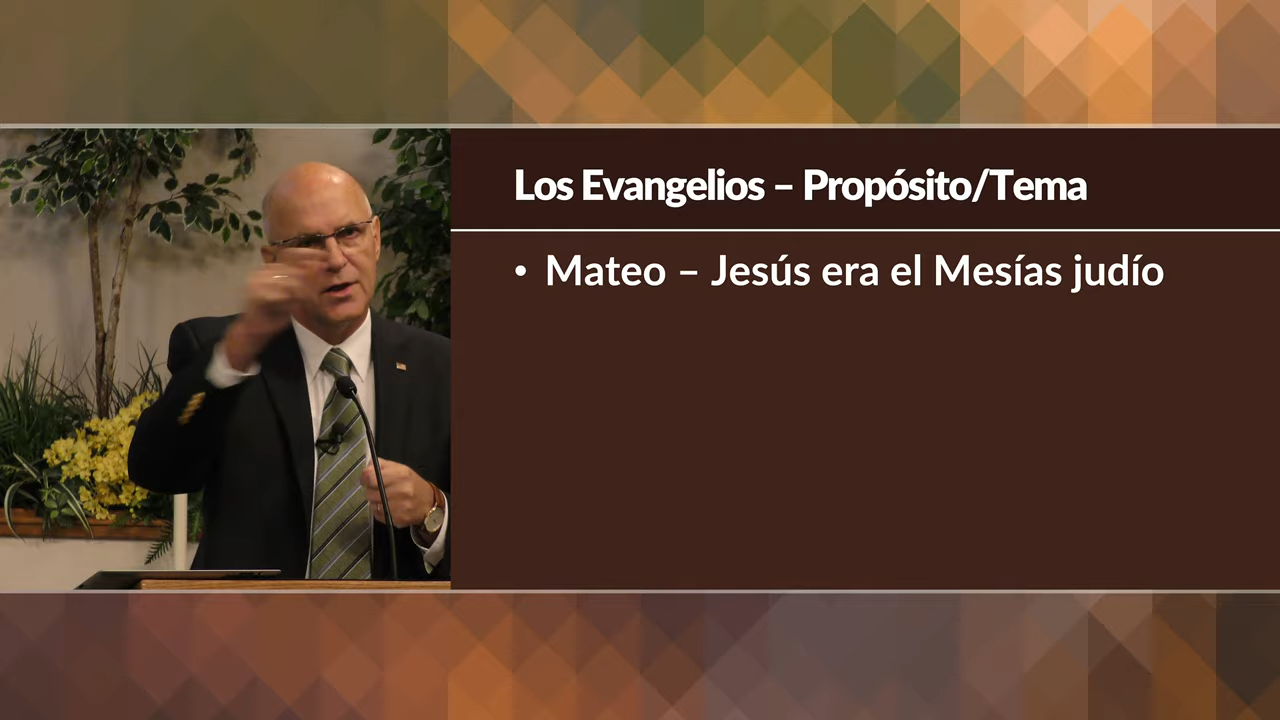 Los Evangelios – Propósito/Tema
• Mateo – Jesús era el Mesías judío